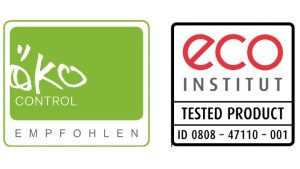 ÖKO
CONTROL
EMPFOHLEN
eco
INSTITUT
TESTED PRODUCT
ID 0808 – 47110 – 001